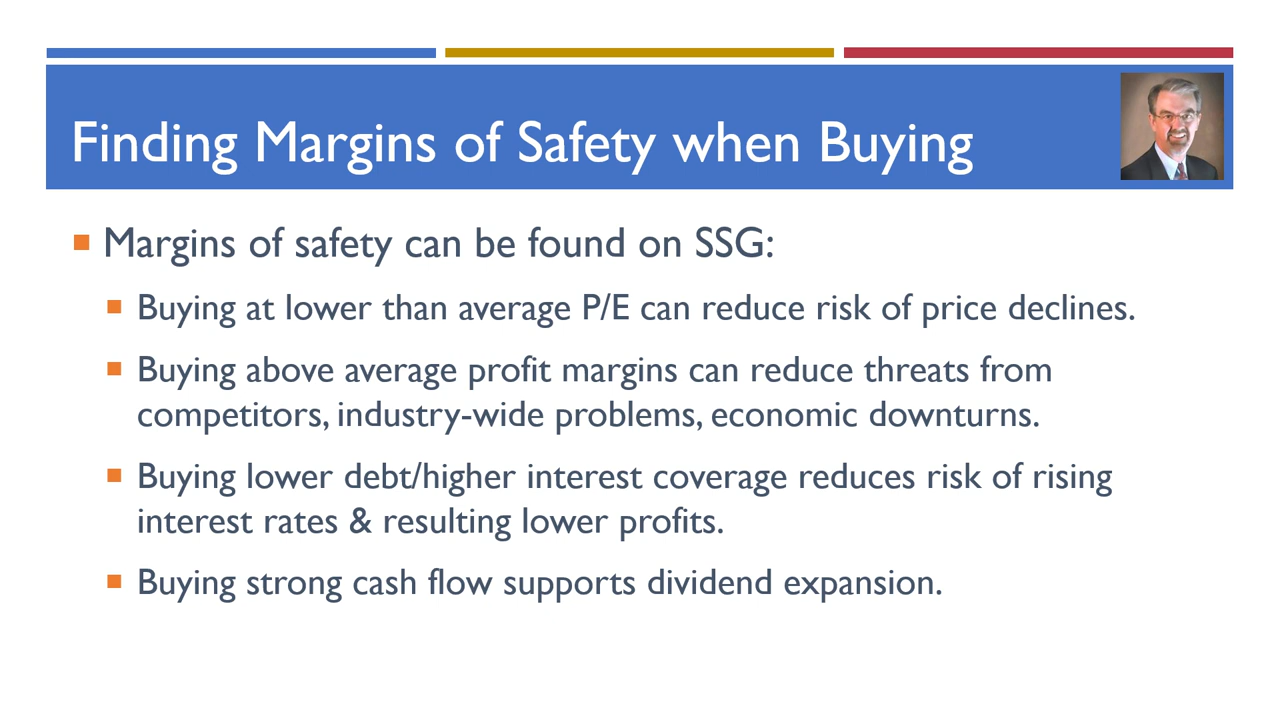 Finding Margins of Safety when Buying
Margins of safety can be found on SSG:
Buying at lower than average P/E can reduce risk of price declines.
Buying above average profit margins can reduce threats from
competitors, industry-wide problems, economic downturns.
Buying lower debt/higher interest coverage reduces risk of rising
interest rates & resulting lower profits.
Buying strong cash flow supports dividend expansion.